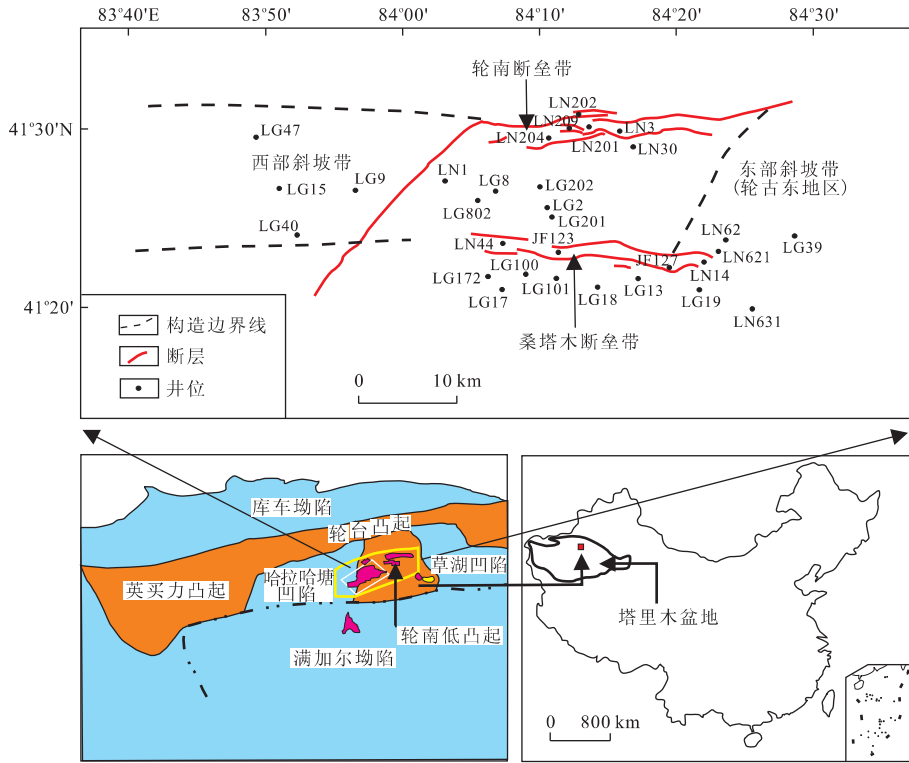 83°40′E
83°50′
84°00′
84°10′
84°20′
84°30′
轮南断垒带
LN202
41°30′N
LG47
LN209
LN3
LN204
LN201
LN30
西部斜坡带
东部斜坡带
(轮古东地区)
LN1
LG8
LG9
LG15
LG202
LG802
LG2
LG201
LG40
LN62
LG39
LN44
JF123
LN621
JF127
LG100
LN14
LG172
LG101
LG17
LG18
LG13
LG19
41°20′
LN631
构造边界线
断层
井位
桑塔木断垒带
0 10 km
库车坳陷
轮台凸起
草湖凹陷
哈拉哈塘
凹陷
英买力凸起
轮南低凸起
满加尔坳陷
塔里木盆地
0 800 km